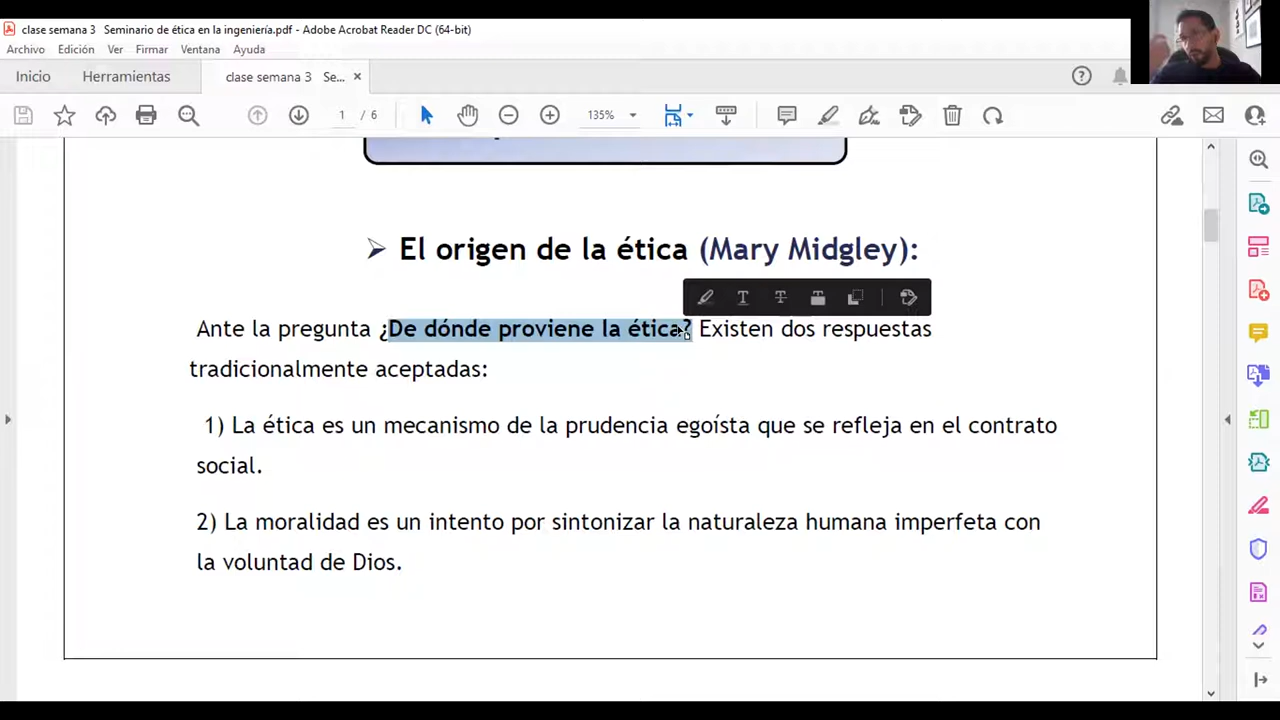 clase semana 3 Seminario de ética en la ingeniería.pdf - Adobe Acrobat Reader DC (64-bit)
Archivo Edición Ver Firmar Ventana Ayuda
Inicio Herramientas clase semana 3 Se... ×
1 / 6 135%
➢ El origen de la ética (Mary Midgley):
Ante la pregunta ¿De dónde proviene la ética? Existen dos respuestas
tradicionalmente aceptadas:
1) La ética es un mecanismo de la prudencia egoísta que se refleja en el contrato
social.
2) La moralidad es un intento por sintonizar la naturaleza humana imperfeta con
la voluntad de Dios.